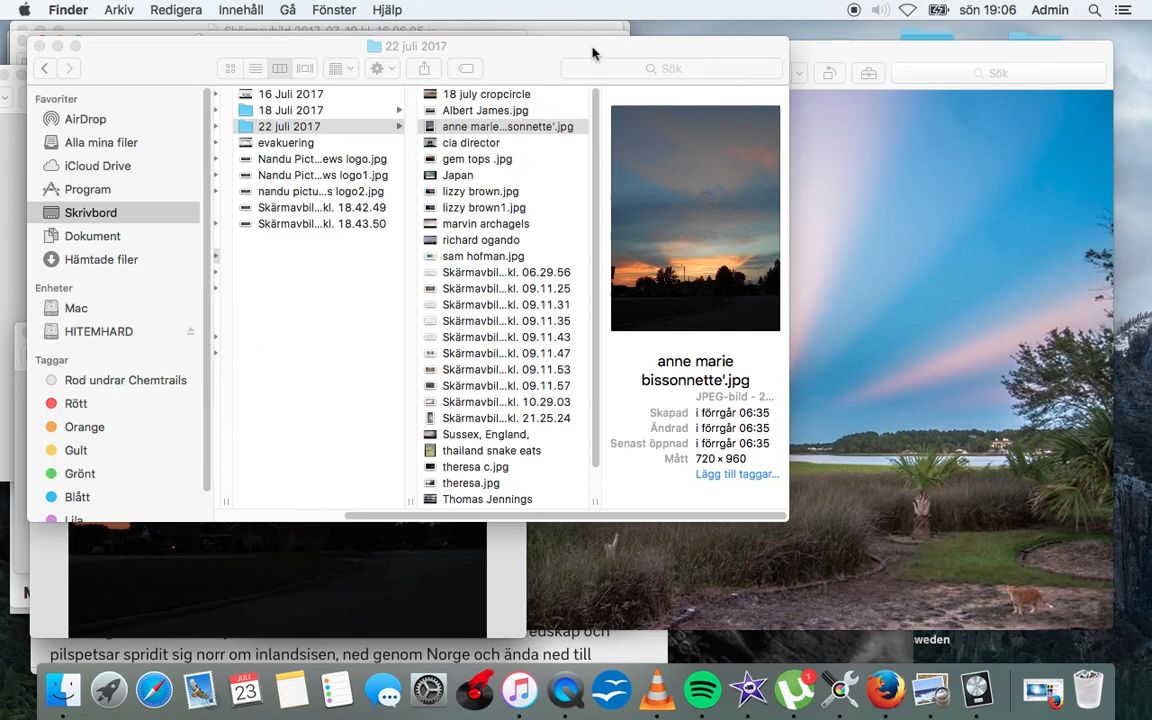 Finder Arkiv Redigera Innehåll Gå Fönster Hjälp sön 19:06 Admin
22 juli 2017
Sök
Sök
Favoriter
AirDrop
Alla mina filer
iCloud Drive
Program
Skrivbord
Dokument
Hämtade filer
Enheter
Mac
HITEMHARD
Taggar
Rod undrar Chemtrails
Rött
Orange
Gult
Grönt
Blått
Lila
16 Juli 2017
18 Juli 2017
22 juli 2017
evakuering
Nandu Pict...ews logo.jpg
Nandu Pict...ws logo1.jpg
nandu pictu...s logo2.jpg
Skärmavbil...kl. 18.42.49
Skärmavbil...kl. 18.43.50
18 july cropcircle
Albert James.jpg
anne marie...sonnette'.jpg
cia director
gem tops .jpg
Japan
lizzy brown.jpg
lizzy brown1.jpg
marvin archagels
richard ogando
sam hofman.jpg
Skärmavbil...kl. 06.29.56
Skärmavbil...kl. 09.11.25
Skärmavbil...kl. 09.11.31
Skärmavbil...kl. 09.11.35
Skärmavbil...kl. 09.11.43
Skärmavbil...kl. 09.11.47
Skärmavbil...kl. 09.11.53
Skärmavbil...kl. 09.11.57
Skärmavbil...kl. 10.29.03
Skärmavbil...kl. 21.25.24
Sussex, England,
thailand snake eats
theresa c.jpg
theresa.jpg
Thomas Jennings
anne marie
bissonnette'.jpg
JPEG-bild - 2...
Skapad i förrgår 06:35
Ändrad i förrgår 06:35
Senast öppnad i förrgår 06:35
Mått 720 × 960
Lägg till taggar...
weden
pilspetsar spridit sig norr om inlandsisen, ned genom Norge och ända ned till
JULI
23
1